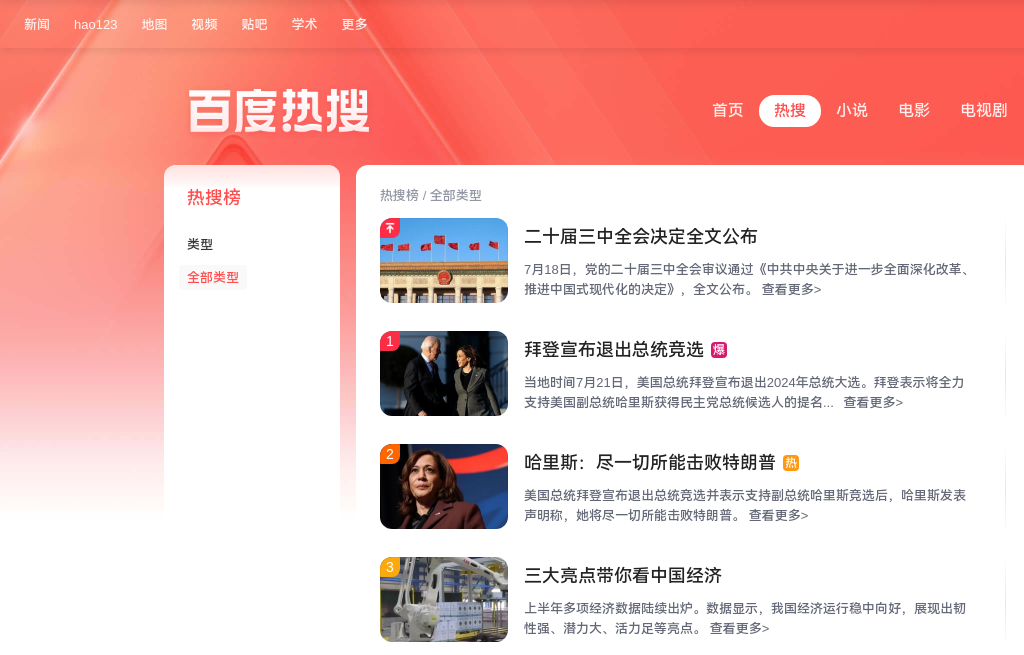 新闻 hao123 地图 视频 贴吧 学术 更多
百度热搜
首页 热搜 小说 电影 电视剧
热搜榜
类型
全部类型
热搜榜 / 全部类型
二十届三中全会决定全文公布
7月18日，党的二十届三中全会审议通过《中共中央关于进一步全面深化改革、
推进中国式现代化的决定》，全文公布。 查看更多>
1
拜登宣布退出总统竞选 爆
当地时间7月21日，美国总统拜登宣布退出2024年总统大选。拜登表示将全力
支持美国副总统哈里斯获得民主党总统候选人的提名... 查看更多>
2
哈里斯：尽一切所能击败特朗普 热
美国总统拜登宣布退出总统竞选并表示支持副总统哈里斯竞选后，哈里斯发表
声明称，她将尽一切所能击败特朗普。 查看更多>
3
三大亮点带你看中国经济
上半年多项经济数据陆续出炉。数据显示，我国经济运行稳中向好，展现出韧
性强、潜力大、活力足等亮点。 查看更多>